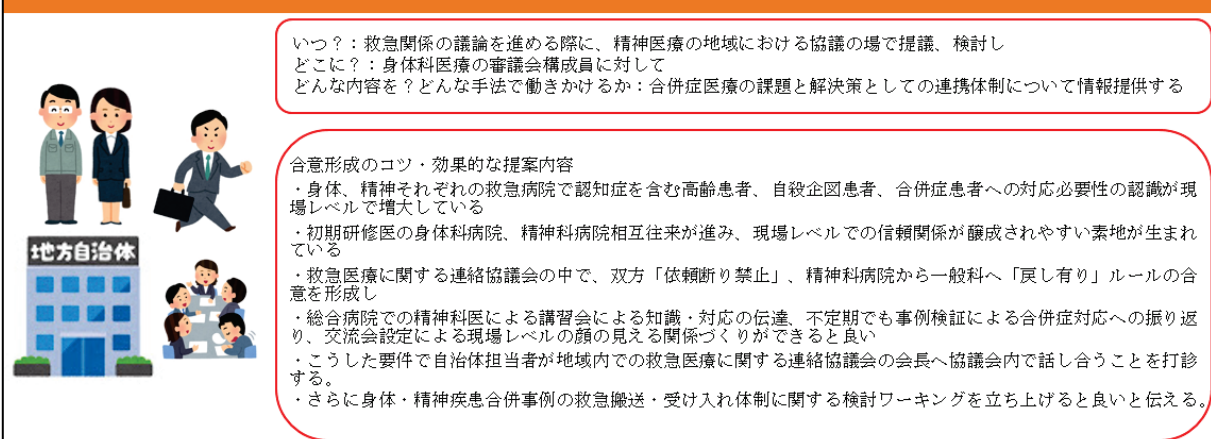 いつ？：救急関係の議論を進める際に、精神医療の地域における協議の場で提議、検討し
どこに？：身体科医療の審議会構成員に対して
どんな内容を？どんな手法で働きかけるか：合併症医療の課題と解決策としての連携体制について情報提供する
合意形成のコツ・効果的な提案内容
・身体、精神それぞれの救急病院で認知症を含む高齢患者、自殺企図患者、合併症患者への対応必要性の認識が現
場レベルで増大している
・初期研修医の身体科病院、精神科病院相互往来が進み、現場レベルでの信頼関係が醸成されやすい素地が生まれ
ている
・救急医療に関する連絡協議会の中で、双方「依頼断り禁止」、精神科病院から一般科へ「戻し有り」ルールの合
意を形成し
・総合病院での精神科医による講習会による知識・対応の伝達、不定期でも事例検証による合併症対応への振り返
り、交流会設定による現場レベルの顔の見える関係づくりができると良い
・こうした要件で自治体担当者が地域内での救急医療に関する連絡協議会の会長へ協議会内で話し合うことを打診
する。
・さらに身体・精神疾患合併事例の救急搬送・受け入れ体制に関する検討ワーキングを立ち上げると良いと伝える。
地方自治体